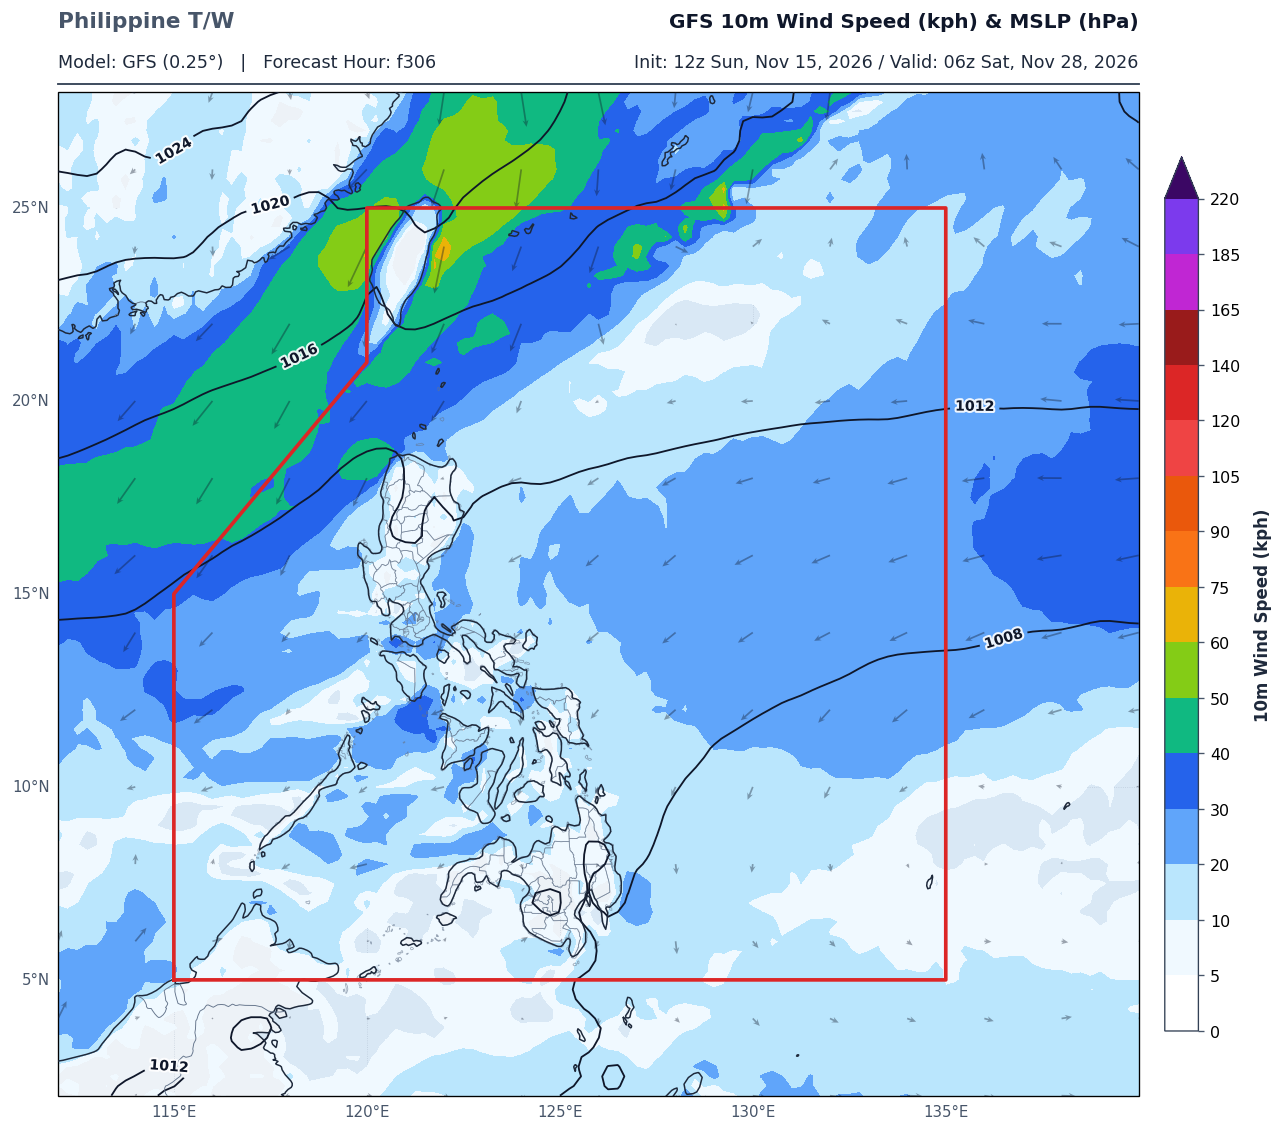 Philippine T/W
GFS 10m Wind Speed (kph) & MSLP (hPa)
Model: GFS (0.25°) | Forecast Hour: f306
Init: 12z Sun, Nov 15, 2026 / Valid: 06z Sat, Nov 28, 2026
1024
1020
1016
1012
1008
1012
25°N
20°N
15°N
10°N
5°N
115°E
120°E
125°E
130°E
135°E
220
185
165
140
120
105
90
75
60
50
40
30
20
10
5
0
10m Wind Speed (kph)